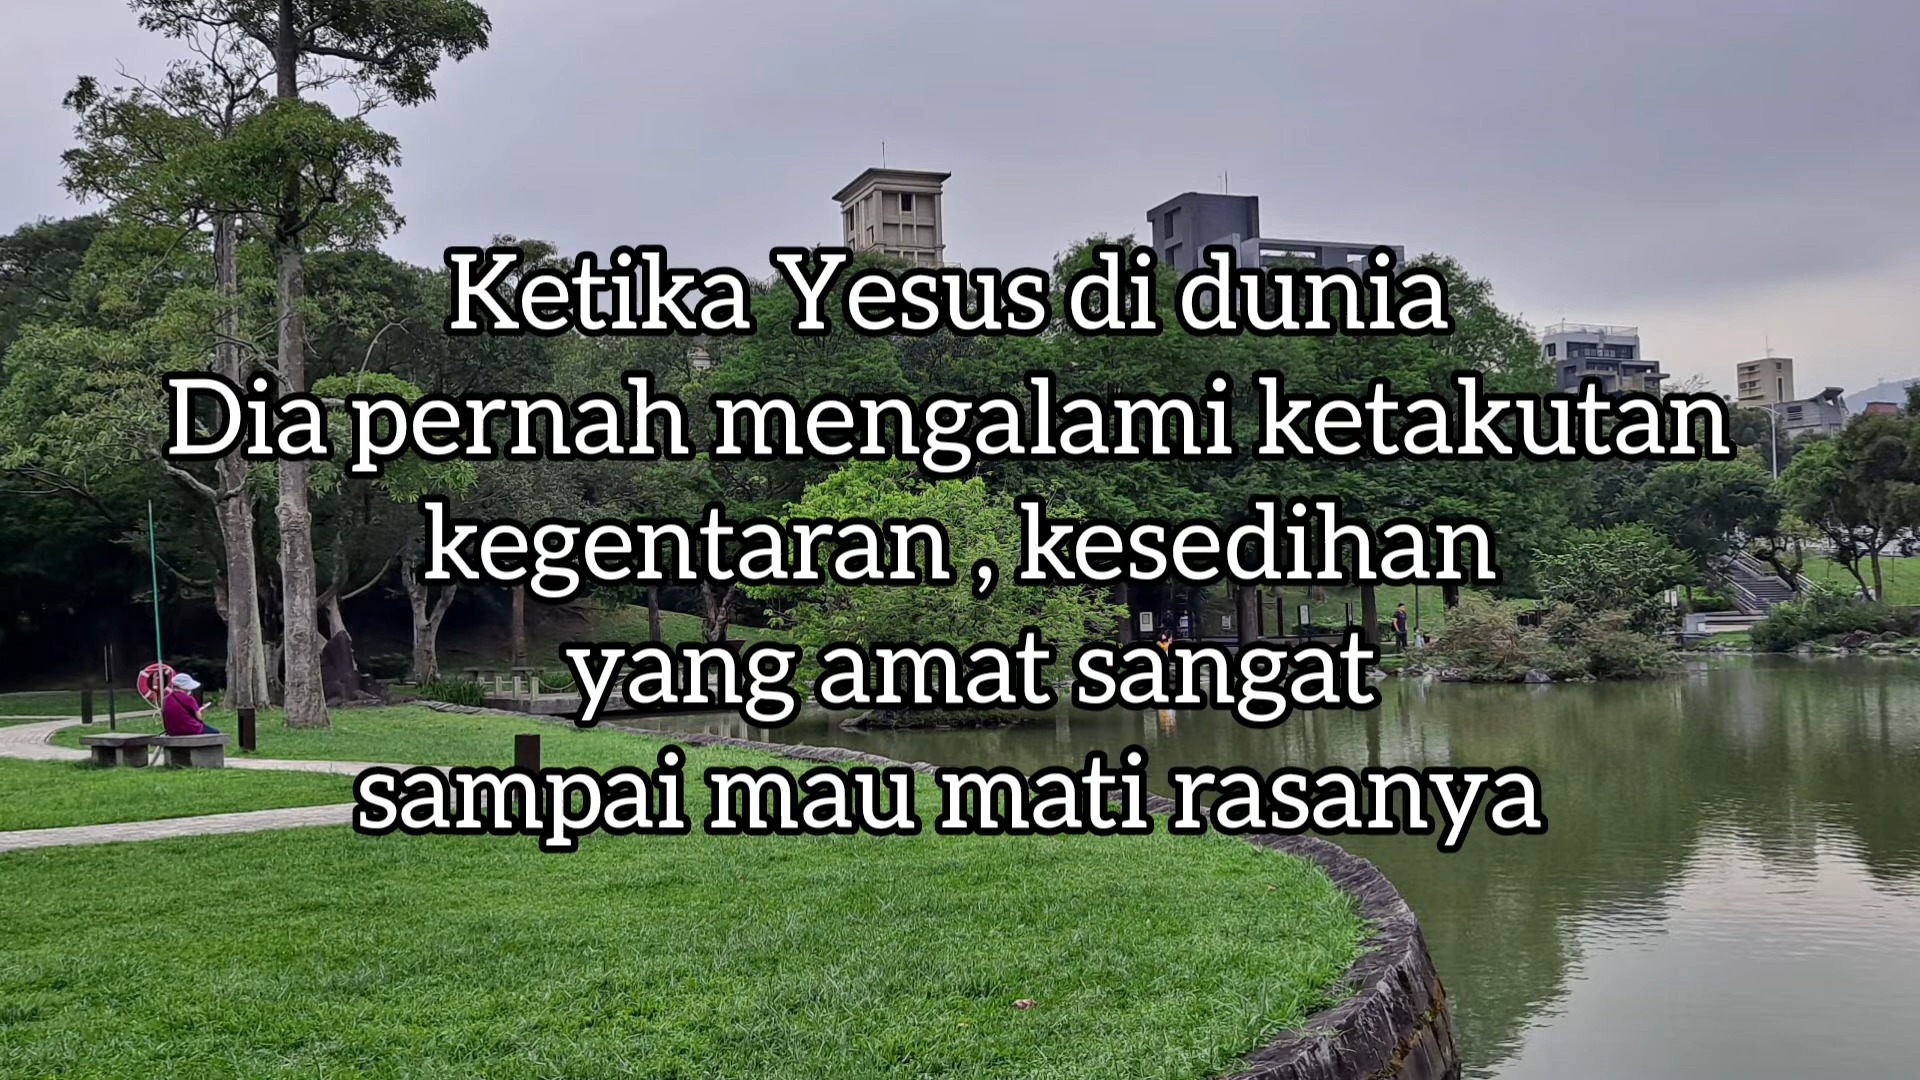 Ketika Yesus di dunia
Dia pernah mengalami ketakutan
kegentaran , kesedihan
yang amat sangat
sampai mau mati rasanya